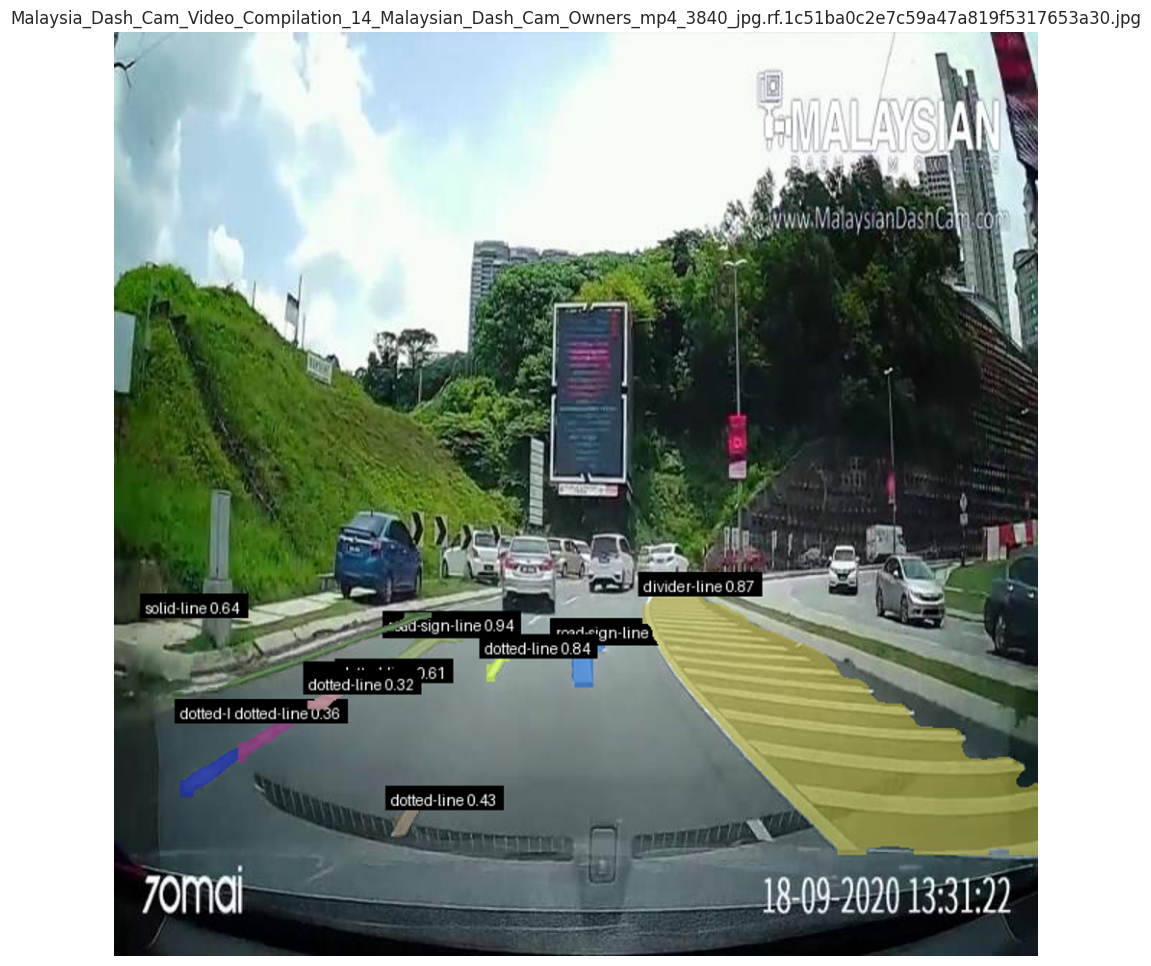 Malaysia_Dash_Cam_Video_Compilation_14_Malaysian_Dash_Cam_Owners_mp4_3840_jpg.rf.1c51ba0c2e7c59a47a819f5317653a30.jpg
MALAYSIAN
www.MalaysianDashCam.com
divider-line 0.87
solid-line 0.64
road-sign-line 0.94
road-sign-line
dotted-line 0.84
0.61
dotted-line 0.32
dotted-l dotted-line 0.36
dotted-line 0.43
70mai
18-09-2020 13:31:22